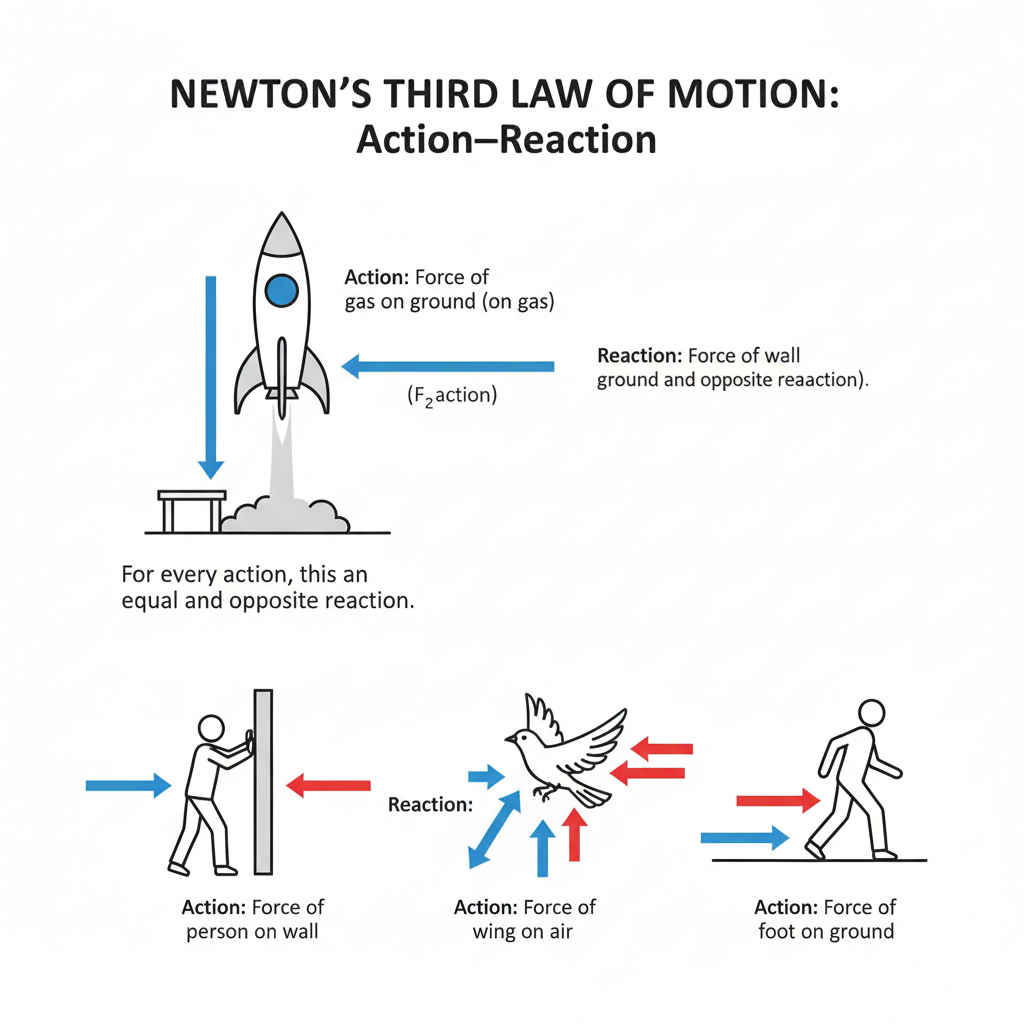 NEWTON'S THIRD LAW OF MOTION:
Action–Reaction
Action: Force of
gas on ground (on gas)
Reaction: Force of wall
ground and opposite reaaction).
(F₂action)
For every action, this an
equal and opposite reaction.
Reaction:
Action: Force of
person on wall
Action: Force of
wing on air
Action: Force of
foot on ground